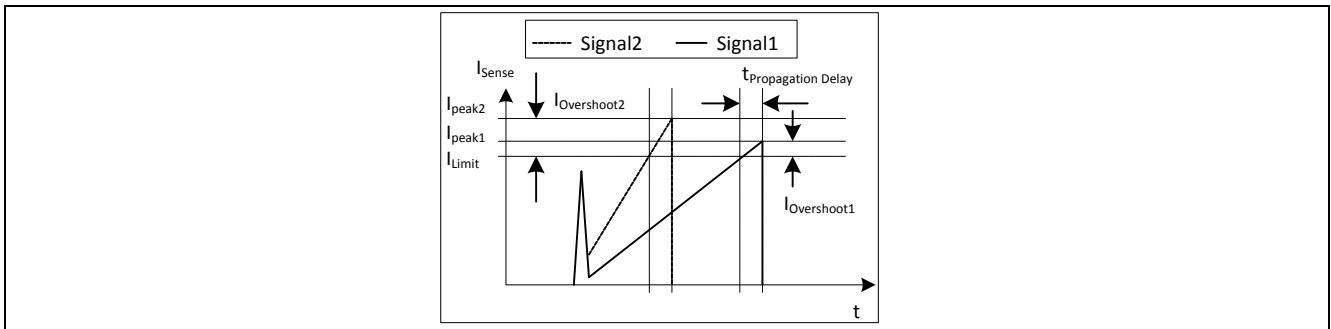 Signal2 Signal1
ISense
tPropagation Delay
Ipeak2
IOvershoot2
Ipeak1
ILimit
IOvershoot1
t